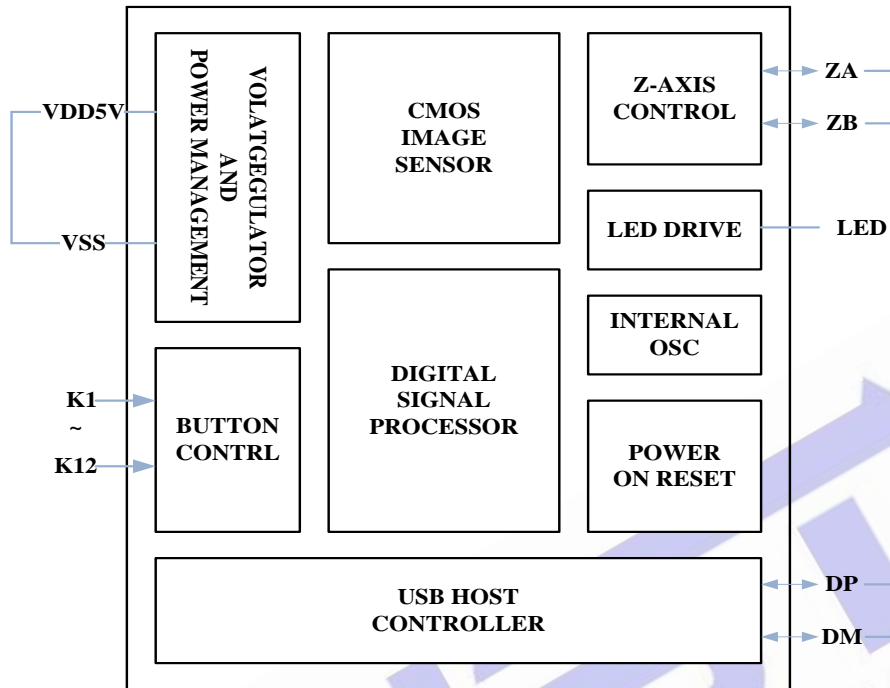 VDD5V
VSS
VOLATGEGULATOR
AND
POWER MANAGEMENT
CMOS
IMAGE
SENSOR
Z-AXIS
CONTROL
ZA
ZB
LED DRIVE
LED
INTERNAL
OSC
K1
~
K12
BUTTON
CONTRL
DIGITAL
SIGNAL
PROCESSOR
POWER
ON RESET
USB HOST
CONTROLLER
DP
DM